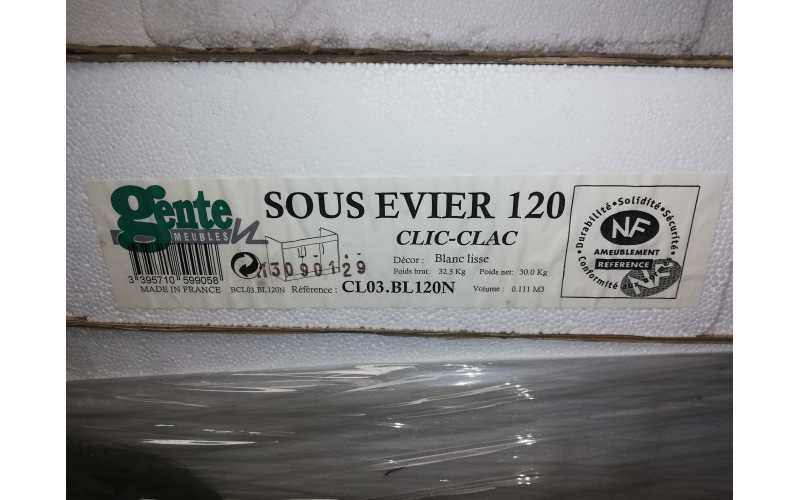 gente
MEUBLES
SOUS EVIER 120
CLIC-CLAC
Décor : Blanc lisse
Poids brut: 32,5 Kg Poids net: 30.0 Kg
3 395710 599058
MADE IN FRANCE
BCL03.BL120N Référence : CL03.BL120N Volume : 0.111 M3
Durabilité • Solidité • Sécurité
NF
AMEUBLEMENT
REFERENCE
Conformité aux
NF